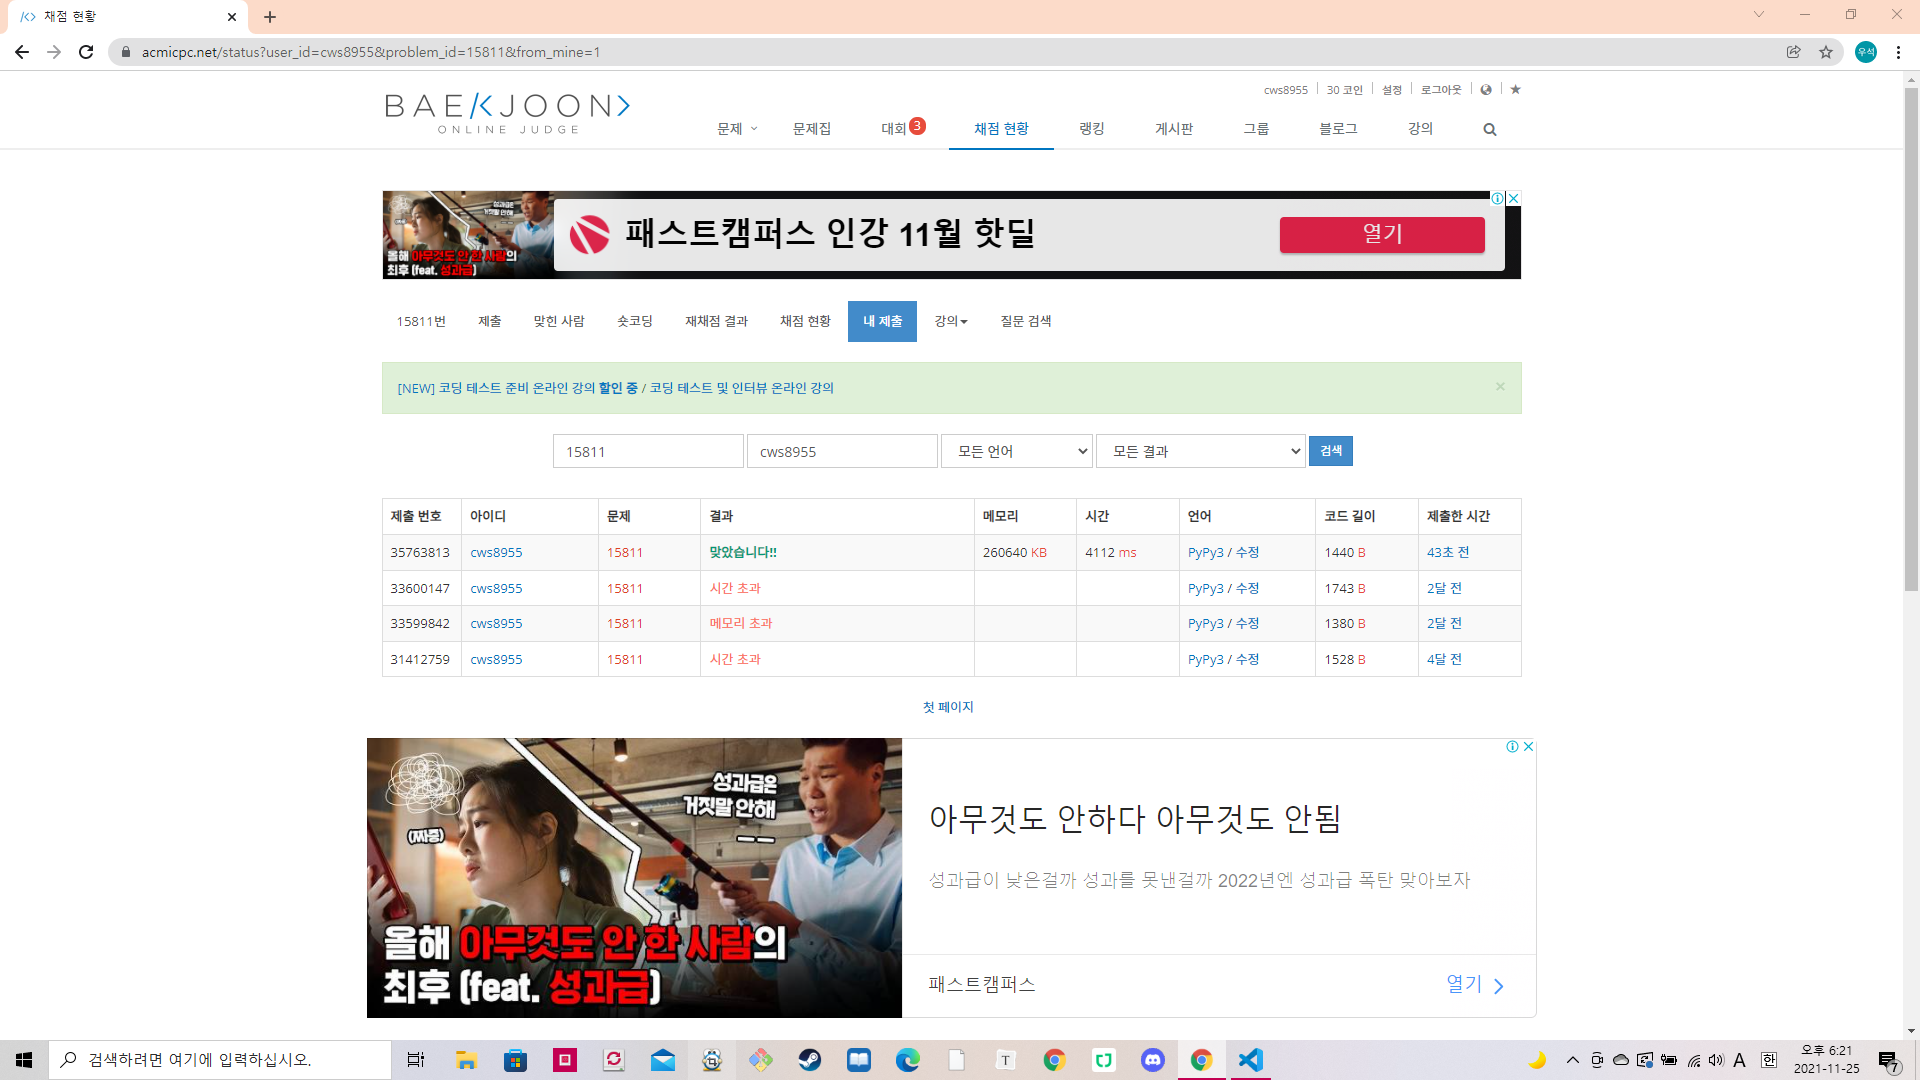 채점 현황
acmicpc.net/status?user_id=cws8955&problem_id=15811&from_mine=1
우석
cws8955 30 코인 설정 로그아웃
BAE/<JOON>
ONLINE JUDGE
문제 문제집 대회 3 채점 현황 랭킹 게시판 그룹 블로그 강의
성과급은
거짓말 안해
올해 아무것도 안 한 사람의
최후 (feat. 성과급)
패스트캠퍼스 인강 11월 핫딜
열기
15811번 제출 맞힌 사람 숏코딩 재채점 결과 채점 현황 내 제출 강의 질문 검색
[NEW] 코딩 테스트 준비 온라인 강의 할인 중 / 코딩 테스트 및 인터뷰 온라인 강의
15811 cws8955 모든 언어 모든 결과 검색
제출 번호 아이디 문제 결과 메모리 시간 언어 코드 길이 제출한 시간
35763813 cws8955 15811 맞았습니다!! 260640 KB 4112 ms PyPy3 / 수정 1440 B 43초 전
33600147 cws8955 15811 시간 초과 PyPy3 / 수정 1743 B 2달 전
33599842 cws8955 15811 메모리 초과 PyPy3 / 수정 1380 B 2달 전
31412759 cws8955 15811 시간 초과 PyPy3 / 수정 1528 B 4달 전
첫 페이지
(짜증)
성과급은
거짓말 안해
ㅡㅡ
올해 아무것도 안 한 사람의
최후 (feat. 성과급)
아무것도 안하다 아무것도 안됨
성과급이 낮은걸까 성과를 못낸걸까 2022년엔 성과급 폭탄 맞아보자
패스트캠퍼스
열기
검색하려면 여기에 입력하십시오.
T
A 한
오후 6:21
2021-11-25
7